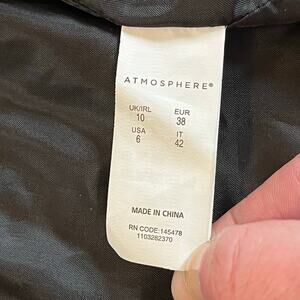 ATMOSPHERE®
UK/IRL EUR
10 38
USA IT
6 42
MADE IN CHINA
RN CODE:145478
1103282370